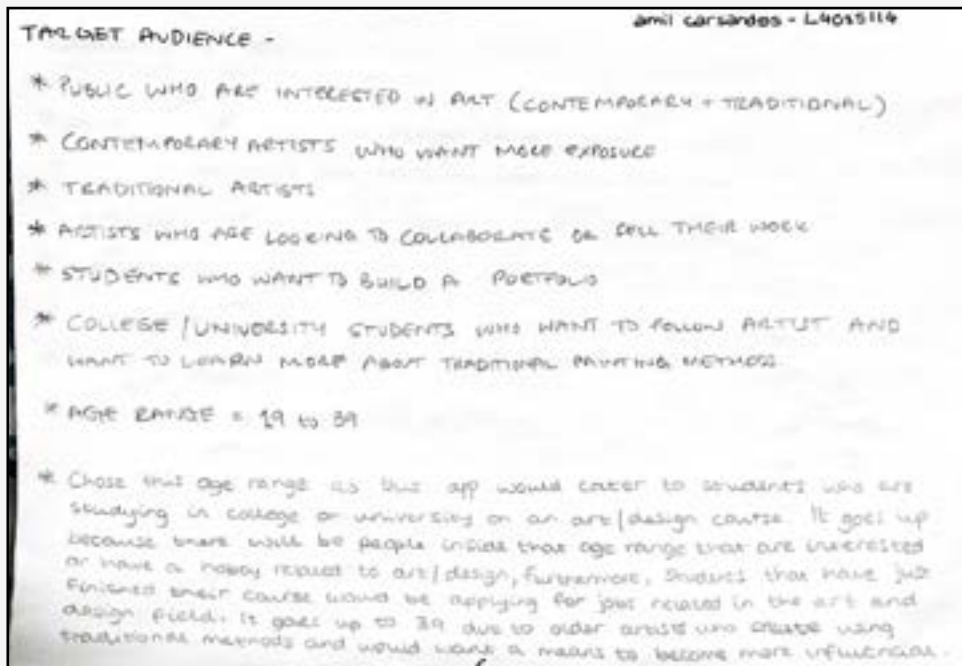 amil carsandos - L4085114
TARGET AUDIENCE -
* PUBLIC WHO ARE INTERESTED IN ART (CONTEMPORARY + TRADITIONAL)
* CONTEMPORARY ARTISTS WHO WANT MORE EXPOSURE
* TRADITIONAL ARTISTS
* ARTISTS WHO ARE LOOKING TO COLLABORATE OR SELL THEIR WORK
* STUDENTS WHO WANT TO BUILD A PORTFOLIO
* COLLEGE / UNIVERSITY STUDENTS WHO WANT TO FOLLOW ARTIST AND
WANT TO LEARN MORE ABOUT TRADITIONAL PAINTING METHODS.
* AGE RANGE = 19 to 39
* Chose this age range as this app would cater to students who are
studying in college or university on an art/design course. It goes up
because there will be people inside that age range that are interested
or have a hobby related to art/design, furthermore, students that have just
finished their course would be applying for jobs related in the art and
design field. It goes up to 39 due to older artists who create using
traditional methods and would want a means to become more influencial.